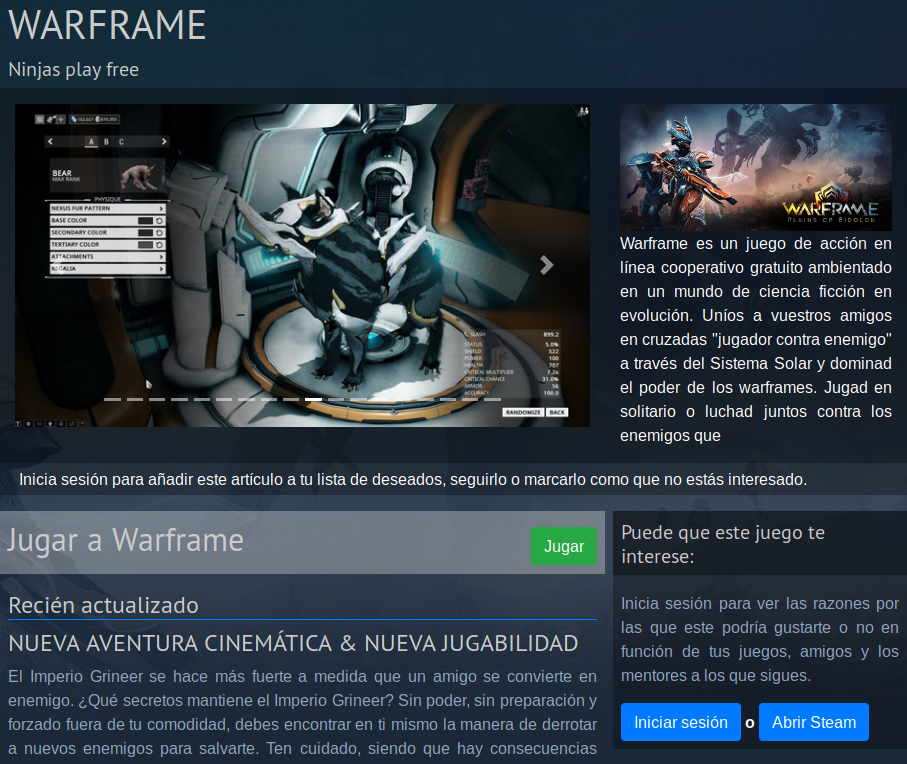 WARFRAME
Ninjas play free
A B C
BEAR
MAX RANK
PHYSIQUE
NEXUS FUR PATTERN
BASE COLOR
SECONDARY COLOR
TERTIARY COLOR
ATTACHMENTS
REGALIA
SLASH 899.2
STATUS 5.0%
SHIELD 522
POWER 100
HEALTH 707
CRITICAL MULTIPLIER 7.2x
CRITICAL CHANCE 31.0%
ARMOR 56
ACCURACY 100.0
RANDOMIZE BACK
WARFRAME
PLAINS OF EIDOLON
Warframe es un juego de acción en
línea cooperativo gratuito ambientado
en un mundo de ciencia ficción en
evolución. Uníos a vuestros amigos
en cruzadas "jugador contra enemigo"
a través del Sistema Solar y dominad
el poder de los warframes. Jugad en
solitario o luchad juntos contra los
enemigos que
Inicia sesión para añadir este artículo a tu lista de deseados, seguirlo o marcarlo como que no estás interesado.
Jugar a Warframe
Jugar
Recién actualizado
NUEVA AVENTURA CINEMÁTICA & NUEVA JUGABILIDAD
El Imperio Grineer se hace más fuerte a medida que un amigo se convierte en
enemigo. ¿Qué secretos mantiene el Imperio Grineer? Sin poder, sin preparación y
forzado fuera de tu comodidad, debes encontrar en ti mismo la manera de derrotar
a nuevos enemigos para salvarte. Ten cuidado, siendo que hay consecuencias
Puede que este juego te
interese:
Inicia sesión para ver las razones por
las que este podría gustarte o no en
función de tus juegos, amigos y los
mentores a los que sigues.
Iniciar sesión o Abrir Steam